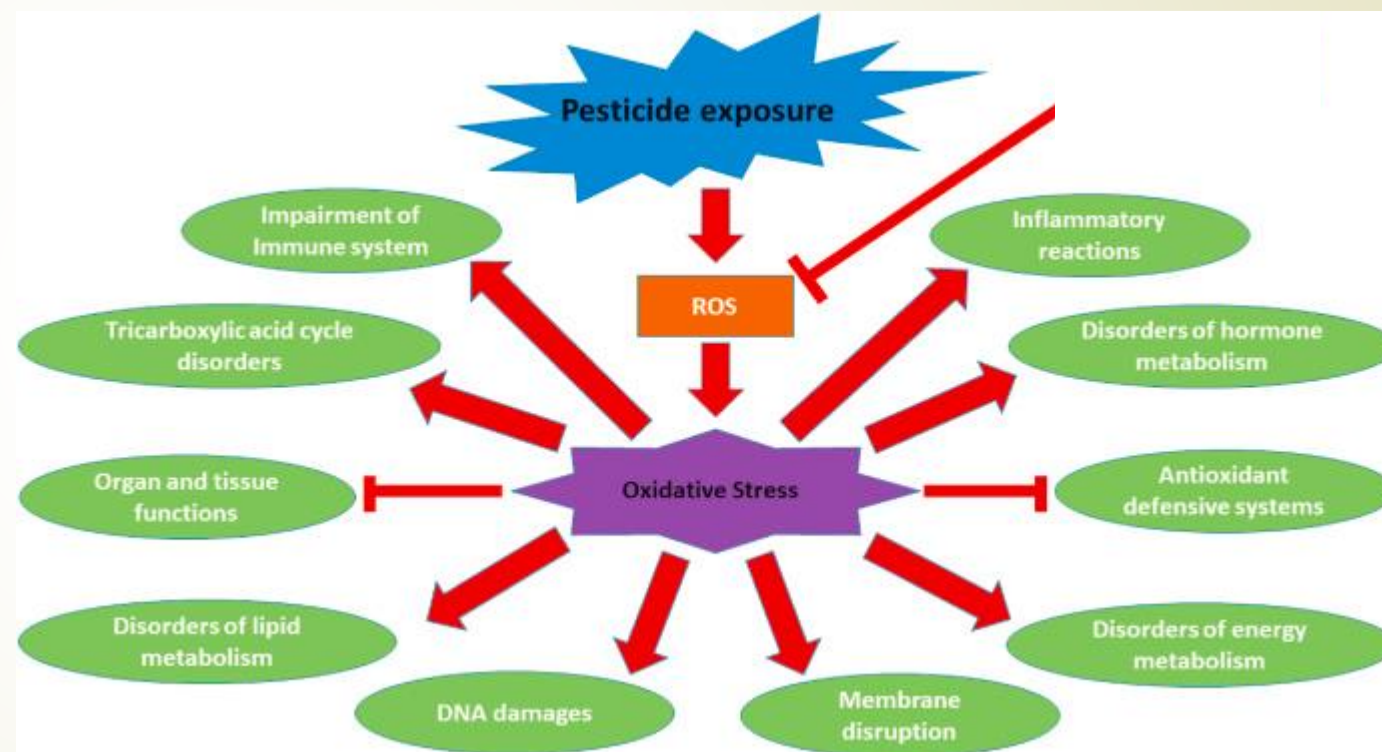 Pesticide exposure
Impairment of
Immune system
Inflammatory
reactions
ROS
Tricarboxylic acid cycle
disorders
Disorders of hormone
metabolism
Organ and tissue
functions
Oxidative Stress
Antioxidant
defensive systems
Disorders of lipid
metabolism
Disorders of energy
metabolism
DNA damages
Membrane
disruption